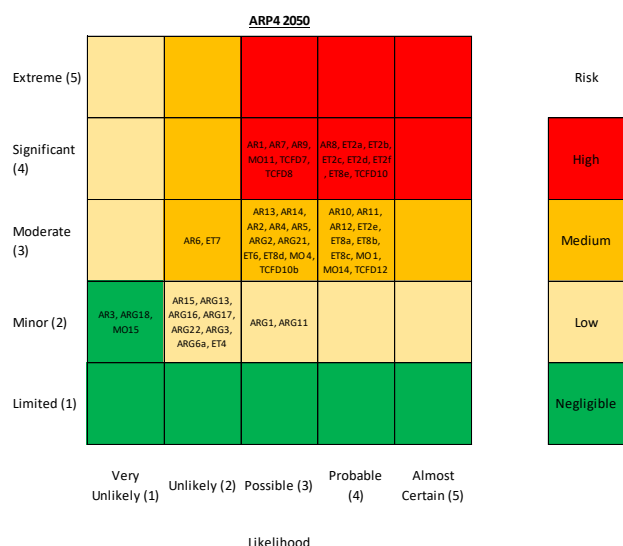 ARP4 2050
Extreme (5)
Risk
Significant
(4)
AR1, AR7, AR9,
MO11, TCFD7,
TCFD8
AR8, ET2a, ET2b,
ET2c, ET2d, ET2f
, ET8e, TCFD10
High
Moderate
(3)
AR6, ET7
AR13, AR14,
AR2, AR4, AR5,
ARG2, ARG21,
ET6, ET8d, MO4,
TCFD10b
AR10, AR11,
AR12, ET2e,
ET8a, ET8b,
ET8c, MO1,
MO14, TCFD12
Medium
Minor (2)
AR3, ARG18,
MO15
AR15, ARG13,
ARG16, ARG17,
ARG22, ARG3,
ARG6a, ET4
ARG1, ARG11
Low
Limited (1)
Negligible
Very
Unlikely (1)
Unlikely (2)
Possible (3)
Probable
(4)
Almost
Certain (5)
Likelihood